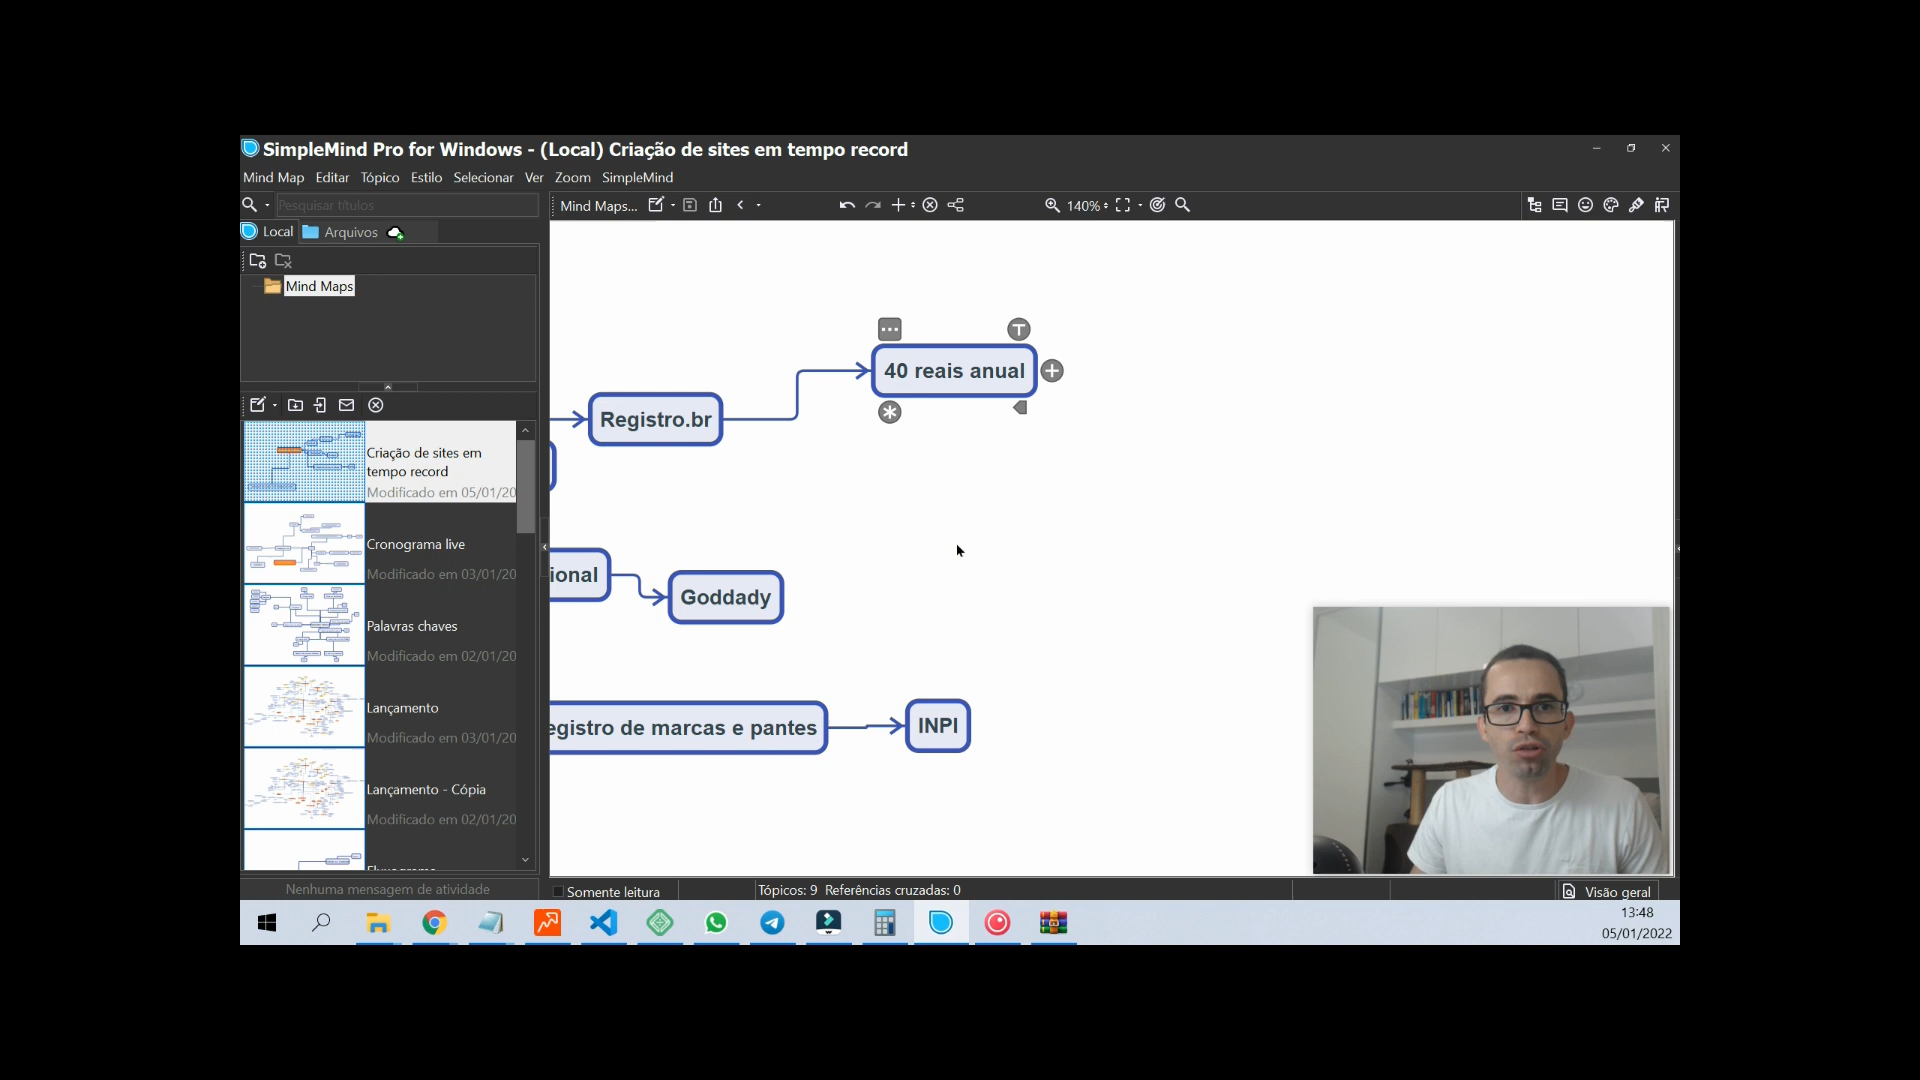 SimpleMind Pro for Windows - (Local) Criação de sites em tempo record
Mind Map Editar Tópico Estilo Selecionar Ver Zoom SimpleMind
Pesquisar títulos
Mind Maps...
140%
Local Arquivos
Mind Maps
Criação de sites em
tempo record
Modificado em 05/01/20
Cronograma live
Modificado em 03/01/20
Palavras chaves
Modificado em 02/01/20
Lançamento
Modificado em 03/01/20
Lançamento - Cópia
Modificado em 02/01/20
40 reais anual
Registro.br
ional
Goddady
egistro de marcas e pantes
INPI
Nenhuma mensagem de atividade
Somente leitura
Tópicos: 9 Referências cruzadas: 0
Visão geral
13:48
05/01/2022